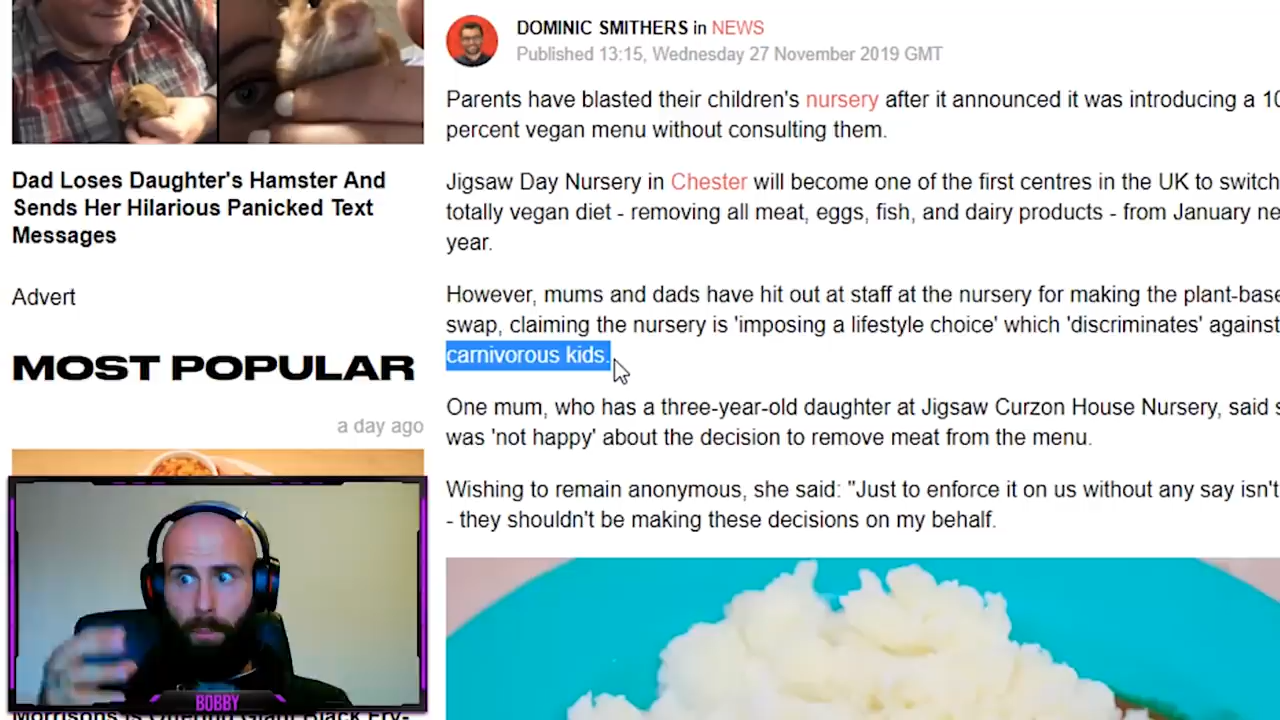 DOMINIC SMITHERS in NEWS
Published 13:15, Wednesday 27 November 2019 GMT
Parents have blasted their children's nursery after it announced it was introducing a 10
percent vegan menu without consulting them.
Jigsaw Day Nursery in Chester will become one of the first centres in the UK to switch
totally vegan diet - removing all meat, eggs, fish, and dairy products - from January ne
year.
However, mums and dads have hit out at staff at the nursery for making the plant-base
swap, claiming the nursery is 'imposing a lifestyle choice' which 'discriminates' against
carnivorous kids.
One mum, who has a three-year-old daughter at Jigsaw Curzon House Nursery, said s
was 'not happy' about the decision to remove meat from the menu.
Wishing to remain anonymous, she said: "Just to enforce it on us without any say isn't
- they shouldn't be making these decisions on my behalf.
Dad Loses Daughter's Hamster And
Sends Her Hilarious Panicked Text
Messages
Advert
MOST POPULAR
a day ago
BOBBY
Morrisons Is Offering Giant Black Fry-